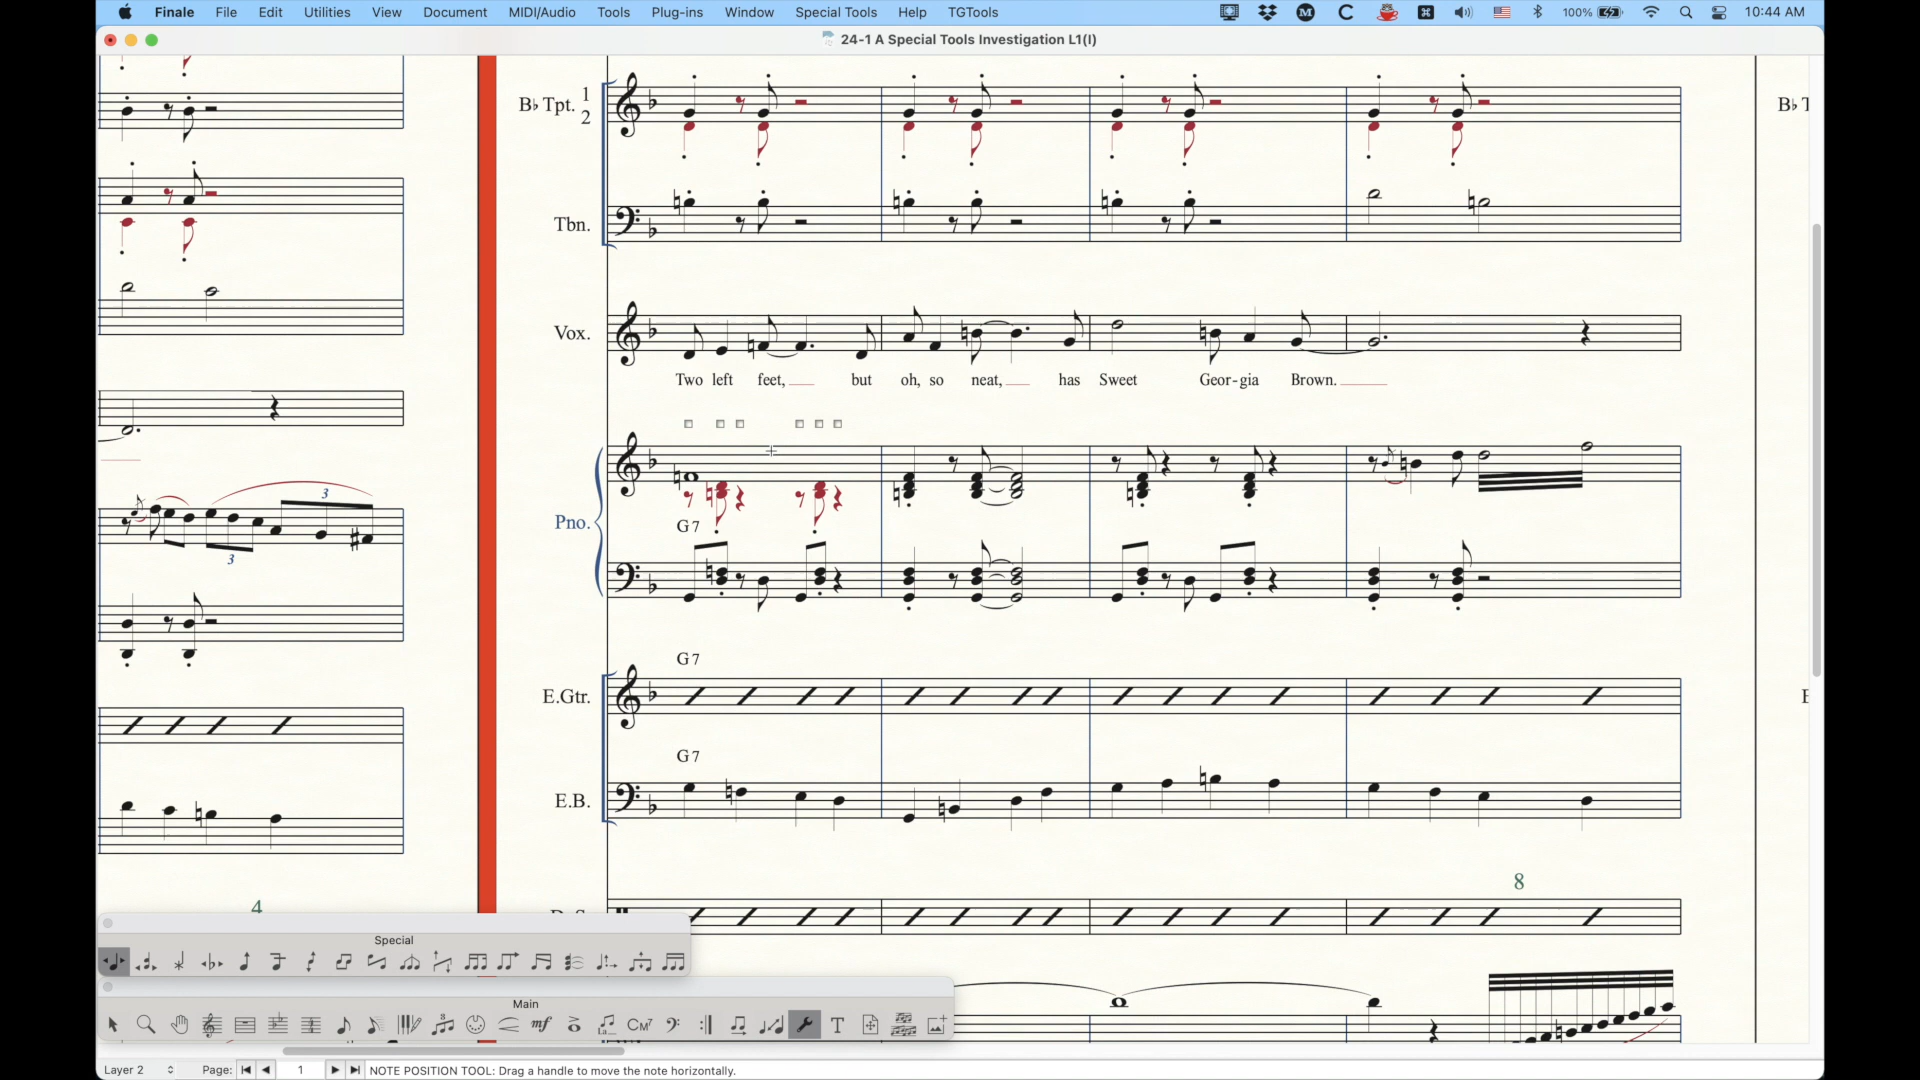 Finale File Edit Utilities View Document MIDI/Audio Tools Plug-ins Window Special Tools Help TGTools 100% 10:44 AM
24-1 A Special Tools Investigation L1(I)
B♭ Tpt. 1
2
B♭ T
Tbn.
Vox.
Two left feet, but oh, so neat, has Sweet Geor-gia Brown.
3
3
Pno.
G7
G7
E.Gtr.
E
G7
E.B.
4
8
Special
Main
mf
CM7
T
Layer 2 Page: 1 NOTE POSITION TOOL: Drag a handle to move the note horizontally.